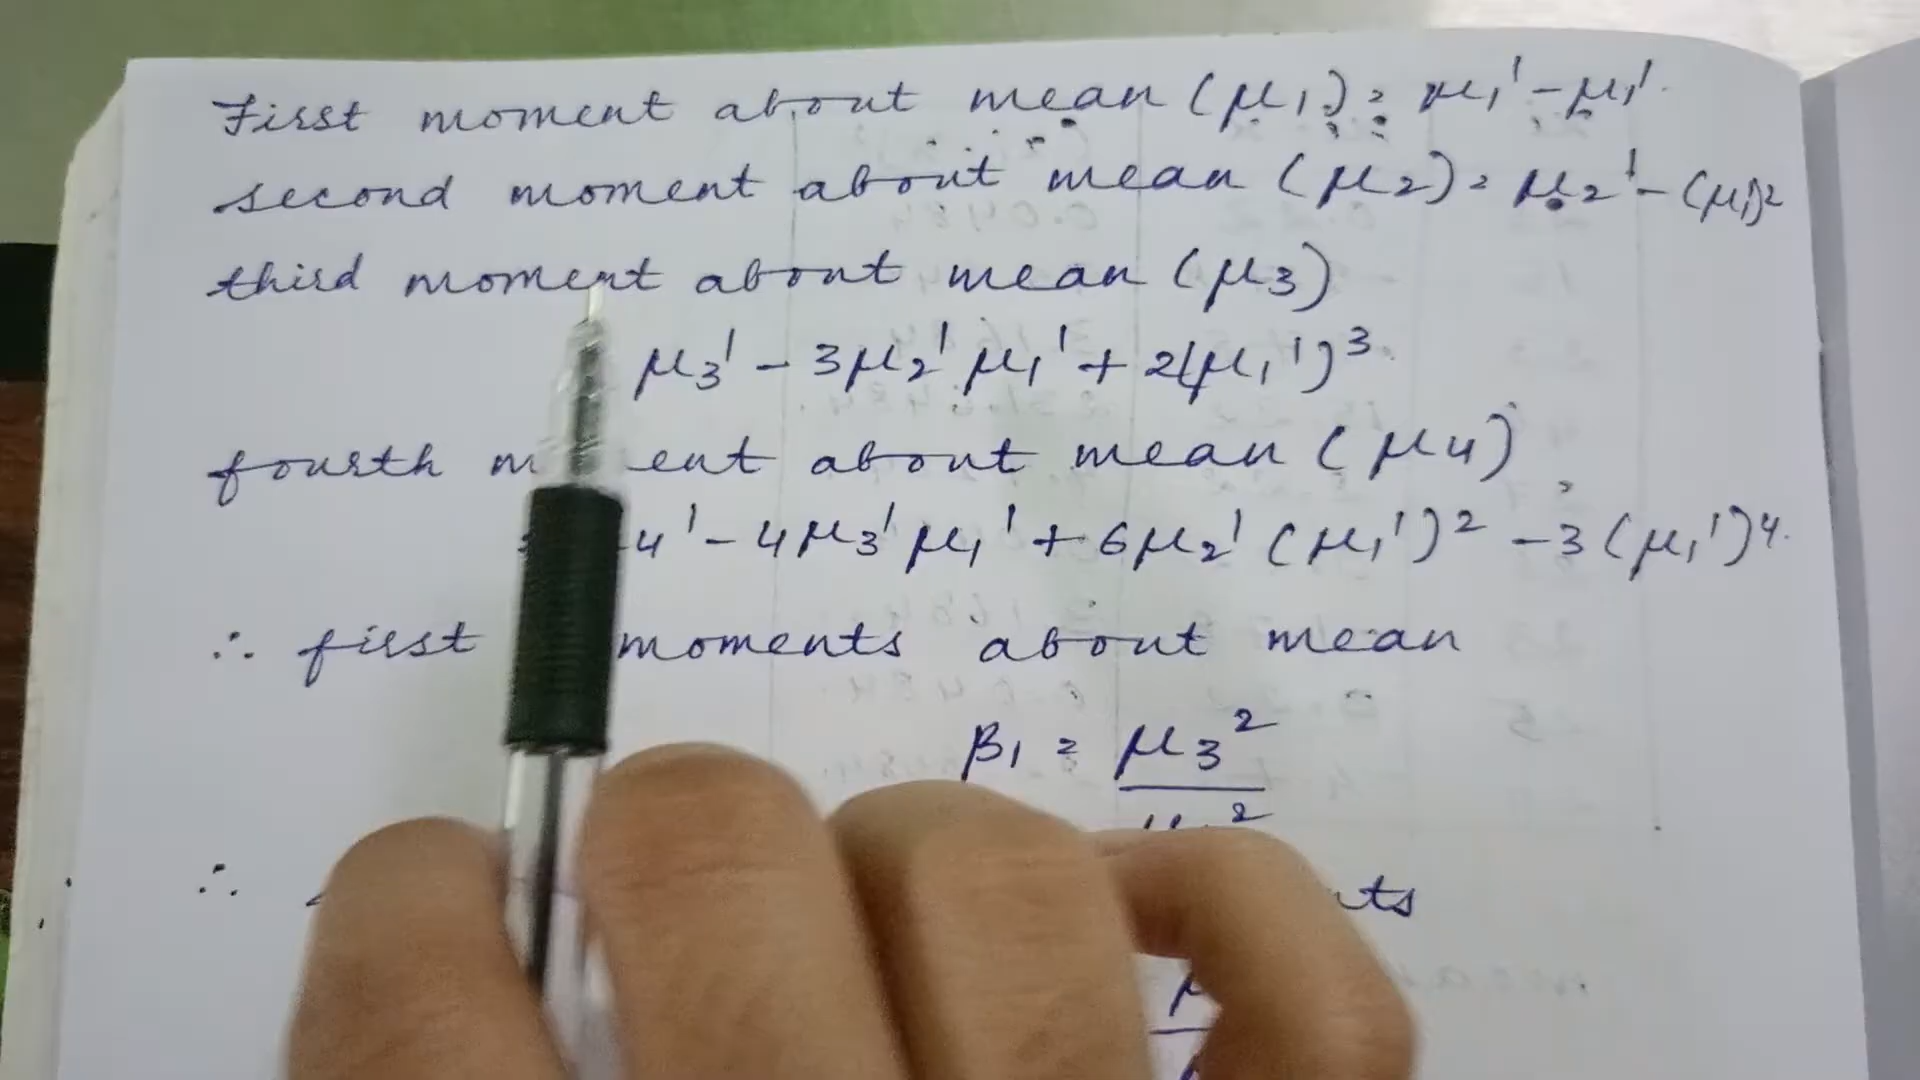 First moment about mean (μ₁) = μ₁' - μ₁'
second moment about mean (μ₂) = μ₂' - (μ₁')²
third moment about mean (μ₃)
μ₃' - 3μ₂' μ₁' + 2(μ₁')³
fourth about mean (μ₄)
4' - 4μ₃' μ₁' + 6μ₂' (μ₁')² - 3(μ₁')⁴.
∴ first moments about mean
β₁ = μ₃²
∴